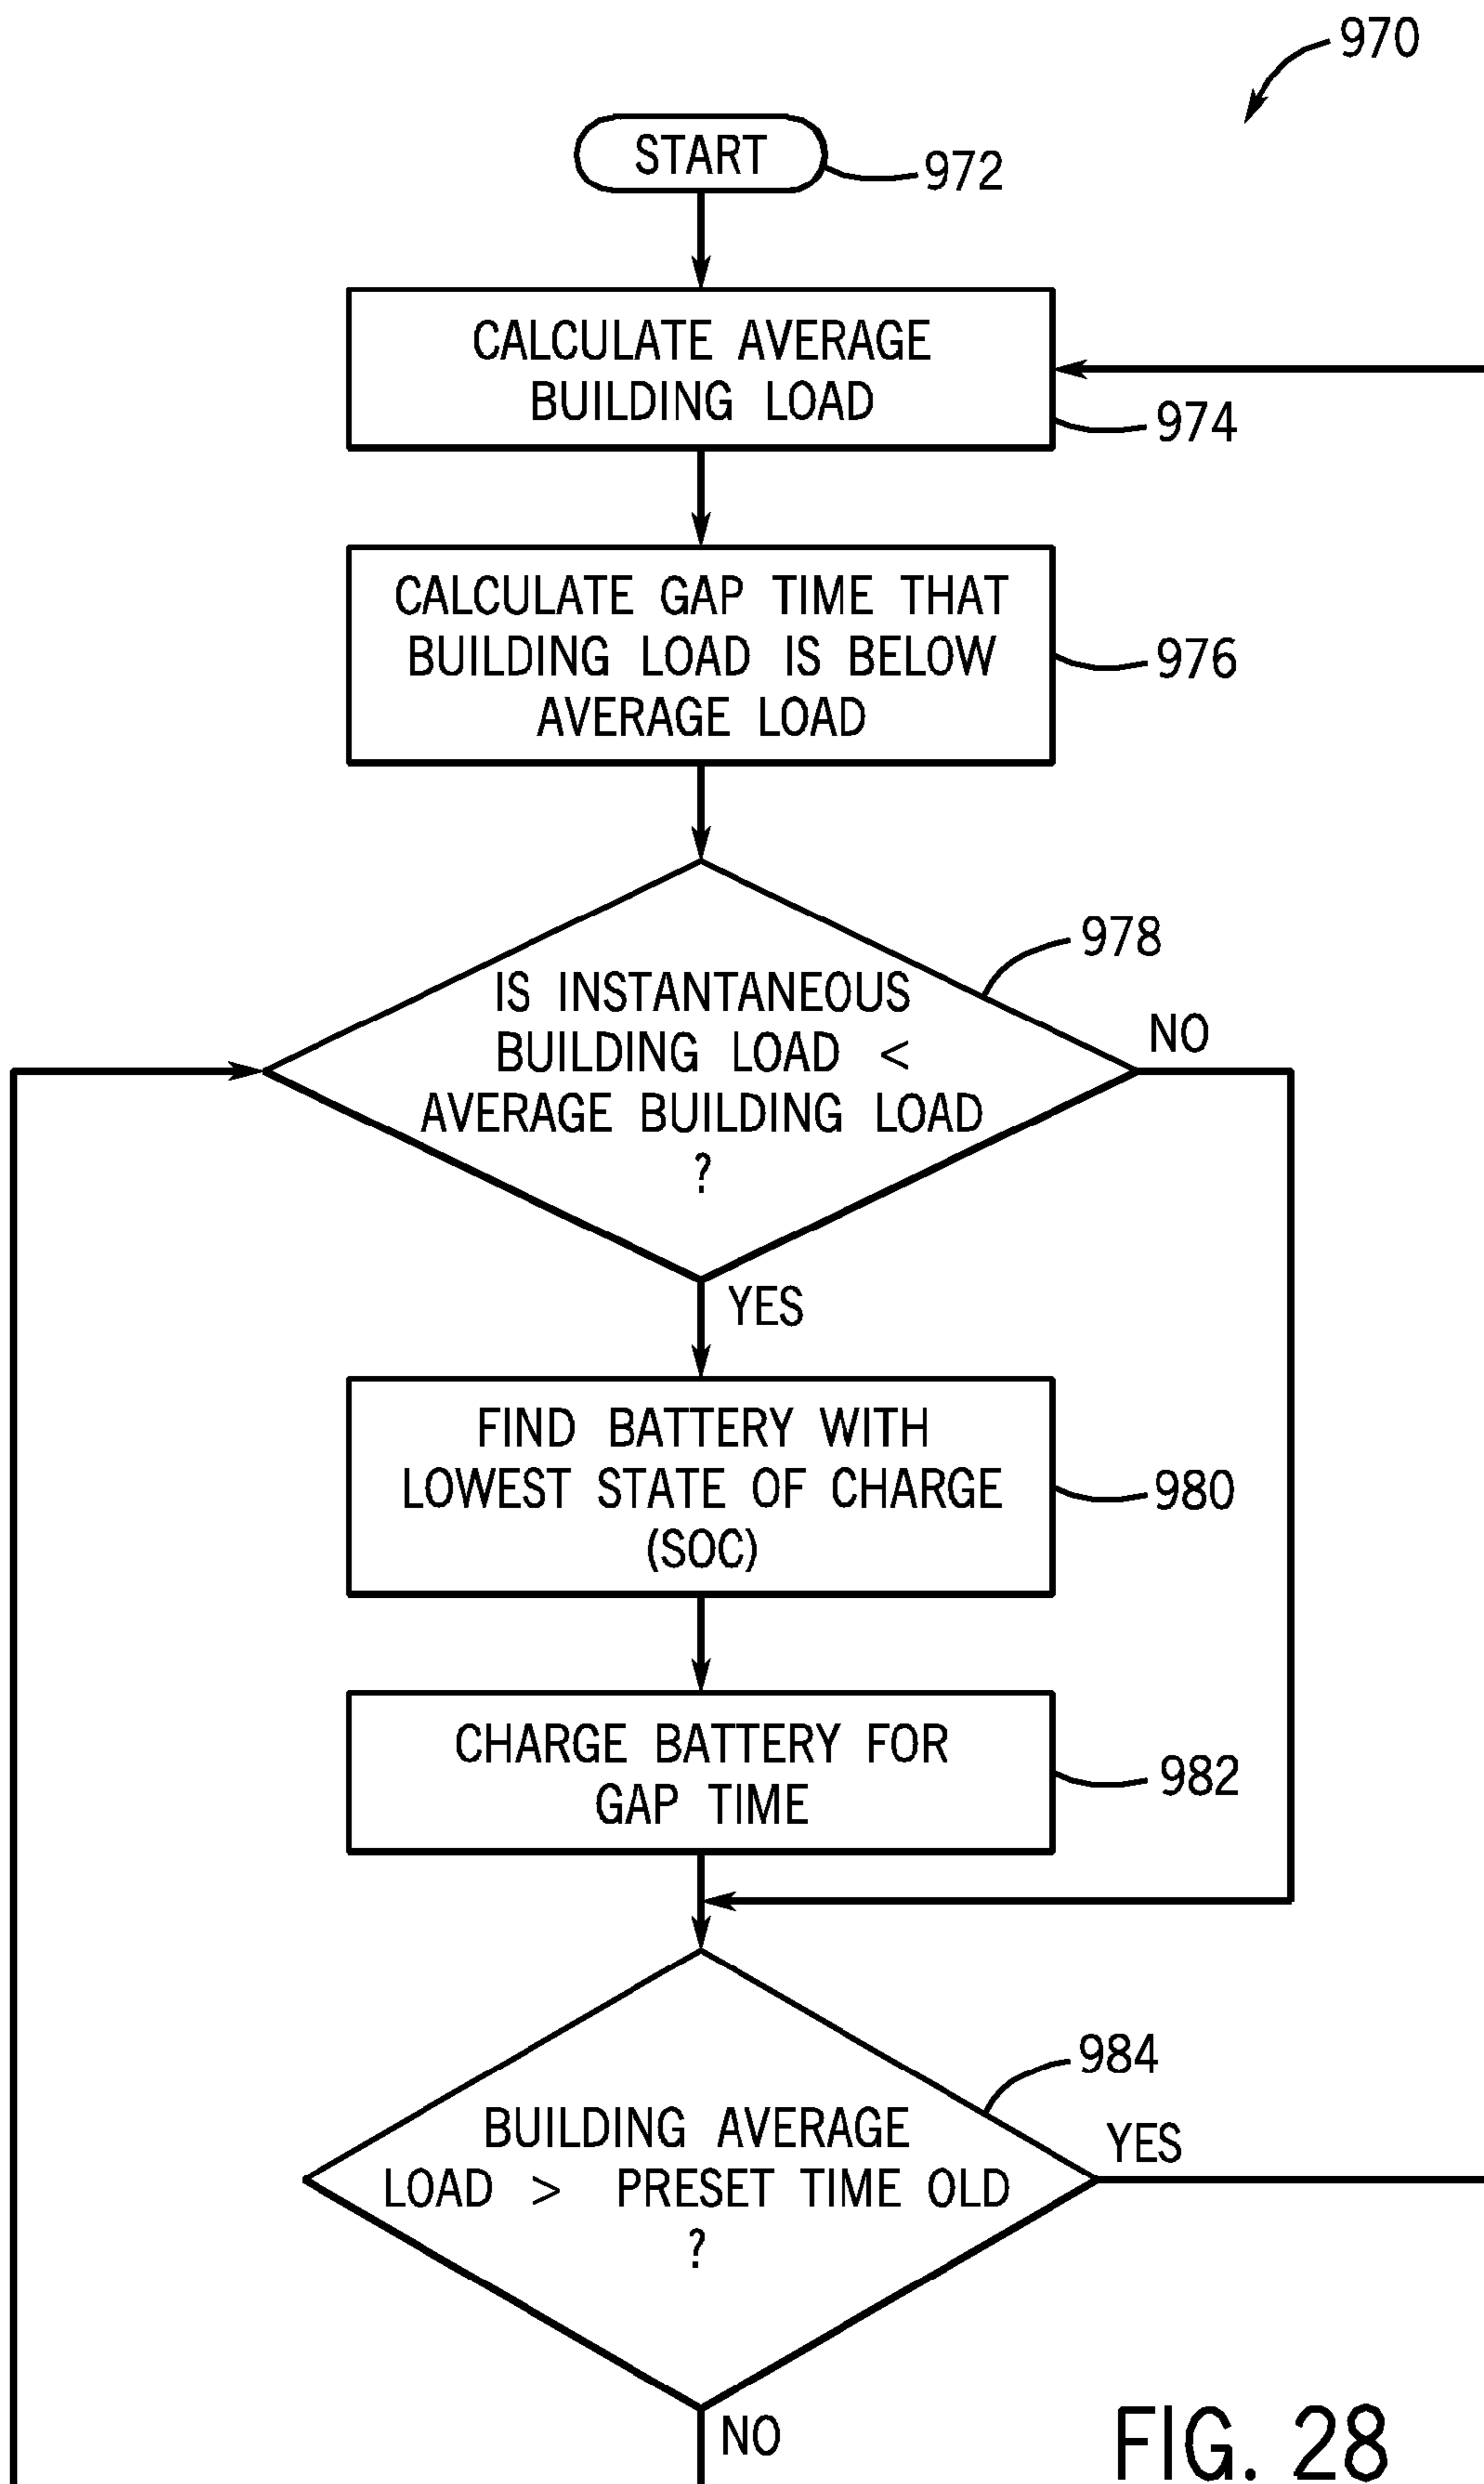 970
START
972
CALCULATE AVERAGE
BUILDING LOAD
974
CALCULATE GAP TIME THAT
BUILDING LOAD IS BELOW
AVERAGE LOAD
976
978
IS INSTANTANEOUS
BUILDING LOAD <
AVERAGE BUILDING LOAD
?
NO
YES
FIND BATTERY WITH
LOWEST STATE OF CHARGE
(SOC)
980
CHARGE BATTERY FOR
GAP TIME
982
984
BUILDING AVERAGE
LOAD > PRESET TIME OLD
?
YES
NO
FIG. 28